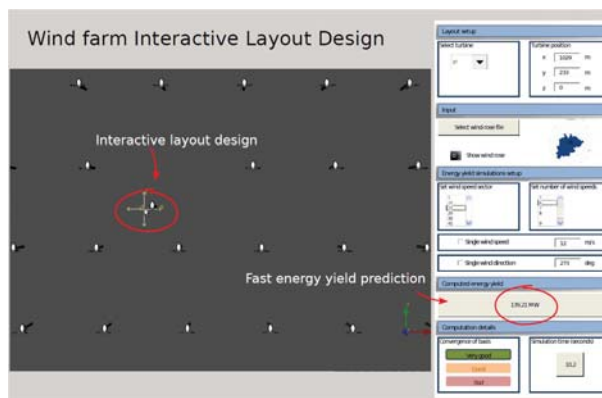 Wind farm Interactive Layout Design
Interactive layout design
Fast energy yield prediction
Layout setup
Select turbine
Turbine position
x
m
y
m
z
0
m
Input
Select wind rose file
Show wind rose
Energy yield simulations setup
Set wind speed sector
Set number of wind speeds
Single wind speed
12
m/s
Single wind direction
deg
Computed energy yield
MW
Computation details
Convergence of basis
Very good
Good
Bad
Simulation time (seconds)